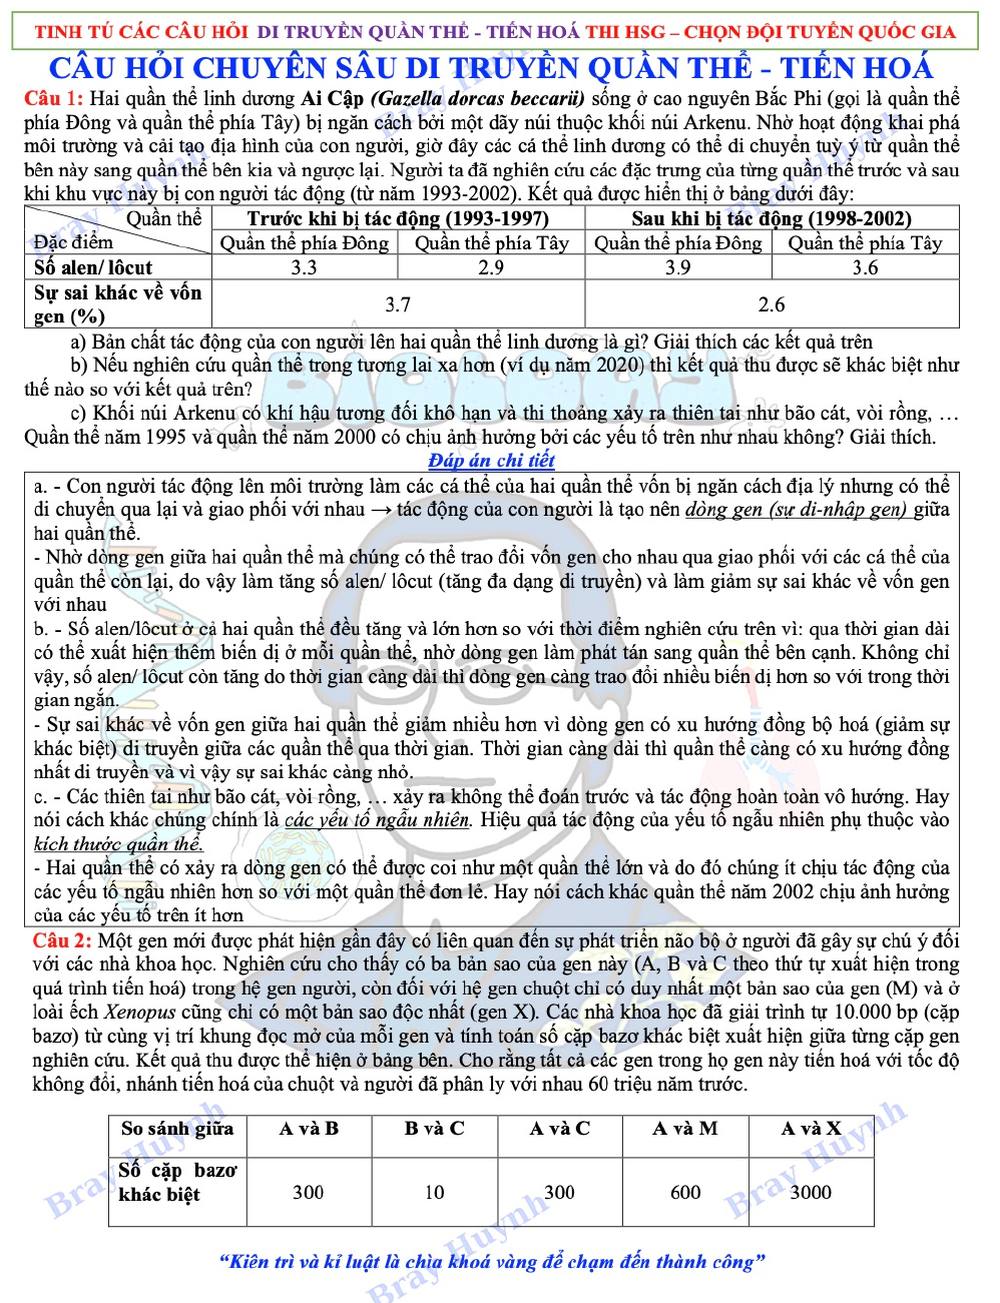 TINH TÚ CÁC CÂU HỎI DI TRUYỀN QUẦN THỂ - TIẾN HOÁ THI HSG – CHỌN ĐỘI TUYỂN QUỐC GIA
CÂU HỎI CHUYÊN SÂU DI TRUYỀN QUẦN THỂ - TIẾN HOÁ
Câu 1: Hai quần thể linh dương Ai Cập (Gazella dorcas beccarii) sống ở cao nguyên Bắc Phi (gọi là quần thể
phía Đông và quần thể phía Tây) bị ngăn cách bởi một dãy núi thuộc khối núi Arkenu. Nhờ hoạt động khai phá
môi trường và cải tạo địa hình của con người, giờ đây các cá thể linh dương có thể di chuyển tuỳ ý từ quần thể
bên này sang quần thể bên kia và ngược lại. Người ta đã nghiên cứu các đặc trưng của từng quần thể trước và sau
khi khu vực này bị con người tác động (từ năm 1993-2002). Kết quả được hiển thị ở bảng dưới đây:
Quần thể Trước khi bị tác động (1993-1997) Sau khi bị tác động (1998-2002)
Đặc điểm Quần thể phía Đông Quần thể phía Tây Quần thể phía Đông Quần thể phía Tây
Số alen/ lôcut 3.3 2.9 3.9 3.6
Sự sai khác về vốn
gen (%) 3.7 2.6
a) Bản chất tác động của con người lên hai quần thể linh dương là gì? Giải thích các kết quả trên
b) Nếu nghiên cứu quần thể trong tương lai xa hơn (ví dụ năm 2020) thì kết quả thu được sẽ khác biệt như
thế nào so với kết quả trên?
c) Khối núi Arkenu có khí hậu tương đối khô hạn và thi thoảng xảy ra thiên tai như bão cát, vòi rồng, …
Quần thể năm 1995 và quần thể năm 2000 có chịu ảnh hưởng bởi các yếu tố trên như nhau không? Giải thích.
Đáp án chi tiết
a. - Con người tác động lên môi trường làm các cá thể của hai quần thể vốn bị ngăn cách địa lý nhưng có thể
di chuyển qua lại và giao phối với nhau → tác động của con người là tạo nên dòng gen (sự di-nhập gen) giữa
hai quần thể.
- Nhờ dòng gen giữa hai quần thể mà chúng có thể trao đổi vốn gen cho nhau qua giao phối với các cá thể của
quần thể còn lại, do vậy làm tăng số alen/ lôcut (tăng đa dạng di truyền) và làm giảm sự sai khác về vốn gen
với nhau
b. - Số alen/lôcut ở cả hai quần thể đều tăng và lớn hơn so với thời điểm nghiên cứu trên vì: qua thời gian dài
có thể xuất hiện thêm biến dị ở mỗi quần thể, nhờ dòng gen làm phát tán sang quần thể bên cạnh. Không chỉ
vậy, số alen/ lôcut còn tăng do thời gian càng dài thì dòng gen càng trao đổi nhiều biến dị hơn so với trong thời
gian ngắn.
- Sự sai khác về vốn gen giữa hai quần thể giảm nhiều hơn vì dòng gen có xu hướng đồng bộ hoá (giảm sự
khác biệt) di truyền giữa các quần thể qua thời gian. Thời gian càng dài thì quần thể càng có xu hướng đồng
nhất di truyền và vì vậy sự sai khác càng nhỏ.
c. - Các thiên tai như bão cát, vòi rồng, … xảy ra không thể đoán trước và tác động hoàn toàn vô hướng. Hay
nói cách khác chúng chính là các yếu tố ngẫu nhiên. Hiệu quả tác động của yếu tố ngẫu nhiên phụ thuộc vào
kích thước quần thể.
- Hai quần thể có xảy ra dòng gen có thể được coi như một quần thể lớn và do đó chúng ít chịu tác động của
các yếu tố ngẫu nhiên hơn so với một quần thể đơn lẻ. Hay nói cách khác quần thể năm 2002 chịu ảnh hưởng
của các yếu tố trên ít hơn
Câu 2: Một gen mới được phát hiện gần đây có liên quan đến sự phát triển não bộ ở người đã gây sự chú ý đối
với các nhà khoa học. Nghiên cứu cho thấy có ba bản sao của gen này (A, B và C theo thứ tự xuất hiện trong
quá trình tiến hoá) trong hệ gen người, còn đối với hệ gen chuột chỉ có duy nhất một bản sao của gen (M) và ở
loài ếch Xenopus cũng chỉ có một bản sao độc nhất (gen X). Các nhà khoa học đã giải trình tự 10.000 bp (cặp
bazơ) từ cùng vị trí khung đọc mở của mỗi gen và tính toán số cặp bazơ khác biệt xuất hiện giữa từng cặp gen
nghiên cứu. Kết quả thu được thể hiện ở bảng bên. Cho rằng tất cả các gen trong họ gen này tiến hoá với tốc độ
không đổi, nhánh tiến hoá của chuột và người đã phân ly với nhau 60 triệu năm trước.
So sánh giữa A và B B và C A và C A và M A và X
Số cặp bazơ
khác biệt 300 10 300 600 3000
“Kiên trì và kỉ luật là chìa khoá vàng để chạm đến thành công”
Bray Huynh
Bray Huynh
Bray Huynh
Bray Huynh
Bray Huynh
Bray Huynh
BIOLOGY